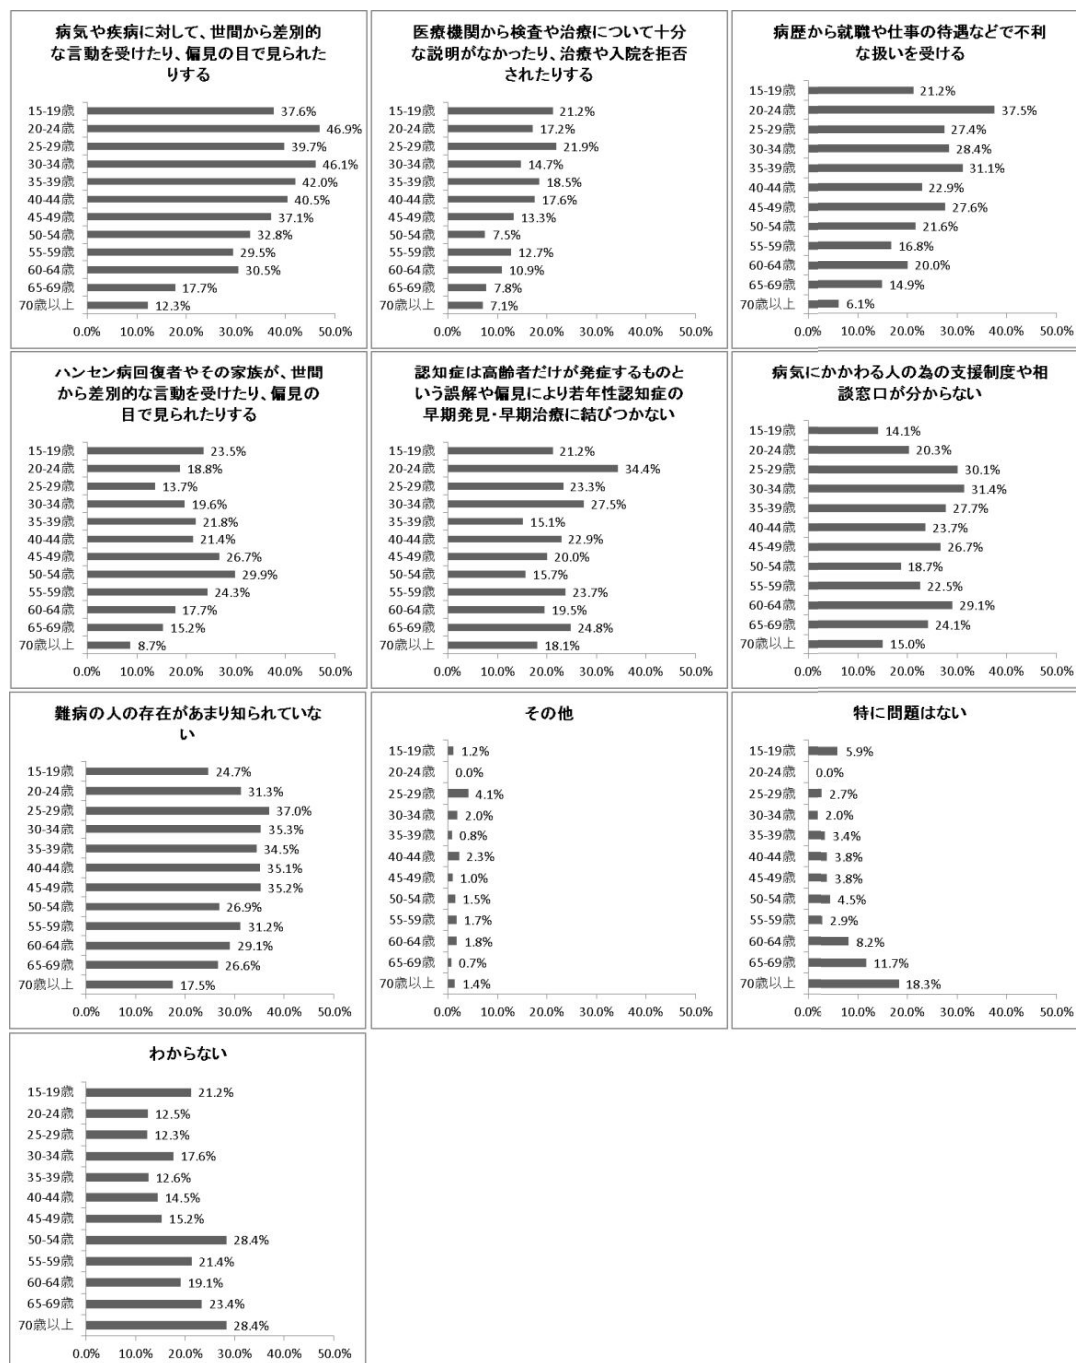 病気や疾病に対して、世間から差別的
な言動を受けたり、偏見の目で見られた
りする
15-19歳 37.6%
20-24歳 46.9%
25-29歳 39.7%
30-34歳 46.1%
35-39歳 42.0%
40-44歳 40.5%
45-49歳 37.1%
50-54歳 32.8%
55-59歳 29.5%
60-64歳 30.5%
65-69歳 17.7%
70歳以上 12.3%
0.0% 10.0% 20.0% 30.0% 40.0% 50.0%
医療機関から検査や治療について十分
な説明がなかったり、治療や入院を拒否
されたりする
15-19歳 21.2%
20-24歳 17.2%
25-29歳 21.9%
30-34歳 14.7%
35-39歳 18.5%
40-44歳 17.6%
45-49歳 13.3%
50-54歳 7.5%
55-59歳 12.7%
60-64歳 10.9%
65-69歳 7.8%
70歳以上 7.1%
0.0% 10.0% 20.0% 30.0% 40.0% 50.0%
病歴から就職や仕事の待遇などで不利
な扱いを受ける
15-19歳 21.2%
20-24歳 37.5%
25-29歳 27.4%
30-34歳 28.4%
35-39歳 31.1%
40-44歳 22.9%
45-49歳 27.6%
50-54歳 21.6%
55-59歳 16.8%
60-64歳 20.0%
65-69歳 14.9%
70歳以上 6.1%
0.0% 10.0% 20.0% 30.0% 40.0% 50.0%
ハンセン病回復者やその家族が、世間
から差別的な言動を受けたり、偏見の
目で見られたりする
15-19歳 23.5%
20-24歳 18.8%
25-29歳 13.7%
30-34歳 19.6%
35-39歳 21.8%
40-44歳 21.4%
45-49歳 26.7%
50-54歳 29.9%
55-59歳 24.3%
60-64歳 17.7%
65-69歳 15.2%
70歳以上 8.7%
0.0% 10.0% 20.0% 30.0% 40.0% 50.0%
認知症は高齢者だけが発症するものと
いう誤解や偏見により若年性認知症の
早期発見・早期治療に結びつかない
15-19歳 21.2%
20-24歳 34.4%
25-29歳 23.3%
30-34歳 27.5%
35-39歳 15.1%
40-44歳 22.9%
45-49歳 20.0%
50-54歳 15.7%
55-59歳 23.7%
60-64歳 19.5%
65-69歳 24.8%
70歳以上 18.1%
0.0% 10.0% 20.0% 30.0% 40.0% 50.0%
病気にかかわる人の為の支援制度や相
談窓口が分からない
15-19歳 14.1%
20-24歳 20.3%
25-29歳 30.1%
30-34歳 31.4%
35-39歳 27.7%
40-44歳 23.7%
45-49歳 26.7%
50-54歳 18.7%
55-59歳 22.5%
60-64歳 29.1%
65-69歳 24.1%
70歳以上 15.0%
0.0% 10.0% 20.0% 30.0% 40.0% 50.0%
難病の人の存在があまり知られていな
い
15-19歳 24.7%
20-24歳 31.3%
25-29歳 37.0%
30-34歳 35.3%
35-39歳 34.5%
40-44歳 35.1%
45-49歳 35.2%
50-54歳 26.9%
55-59歳 31.2%
60-64歳 29.1%
65-69歳 26.6%
70歳以上 17.5%
0.0% 10.0% 20.0% 30.0% 40.0% 50.0%
その他
15-19歳 1.2%
20-24歳 0.0%
25-29歳 4.1%
30-34歳 2.0%
35-39歳 0.8%
40-44歳 2.3%
45-49歳 1.0%
50-54歳 1.5%
55-59歳 1.7%
60-64歳 1.8%
65-69歳 0.7%
70歳以上 1.4%
0.0% 10.0% 20.0% 30.0% 40.0% 50.0%
特に問題はない
15-19歳 5.9%
20-24歳 0.0%
25-29歳 2.7%
30-34歳 2.0%
35-39歳 3.4%
40-44歳 3.8%
45-49歳 3.8%
50-54歳 4.5%
55-59歳 2.9%
60-64歳 8.2%
65-69歳 11.7%
70歳以上 18.3%
0.0% 10.0% 20.0% 30.0% 40.0% 50.0%
わからない
15-19歳 21.2%
20-24歳 12.5%
25-29歳 12.3%
30-34歳 17.6%
35-39歳 12.6%
40-44歳 14.5%
45-49歳 15.2%
50-54歳 28.4%
55-59歳 21.4%
60-64歳 19.1%
65-69歳 23.4%
70歳以上 28.4%
0.0% 10.0% 20.0% 30.0% 40.0% 50.0%